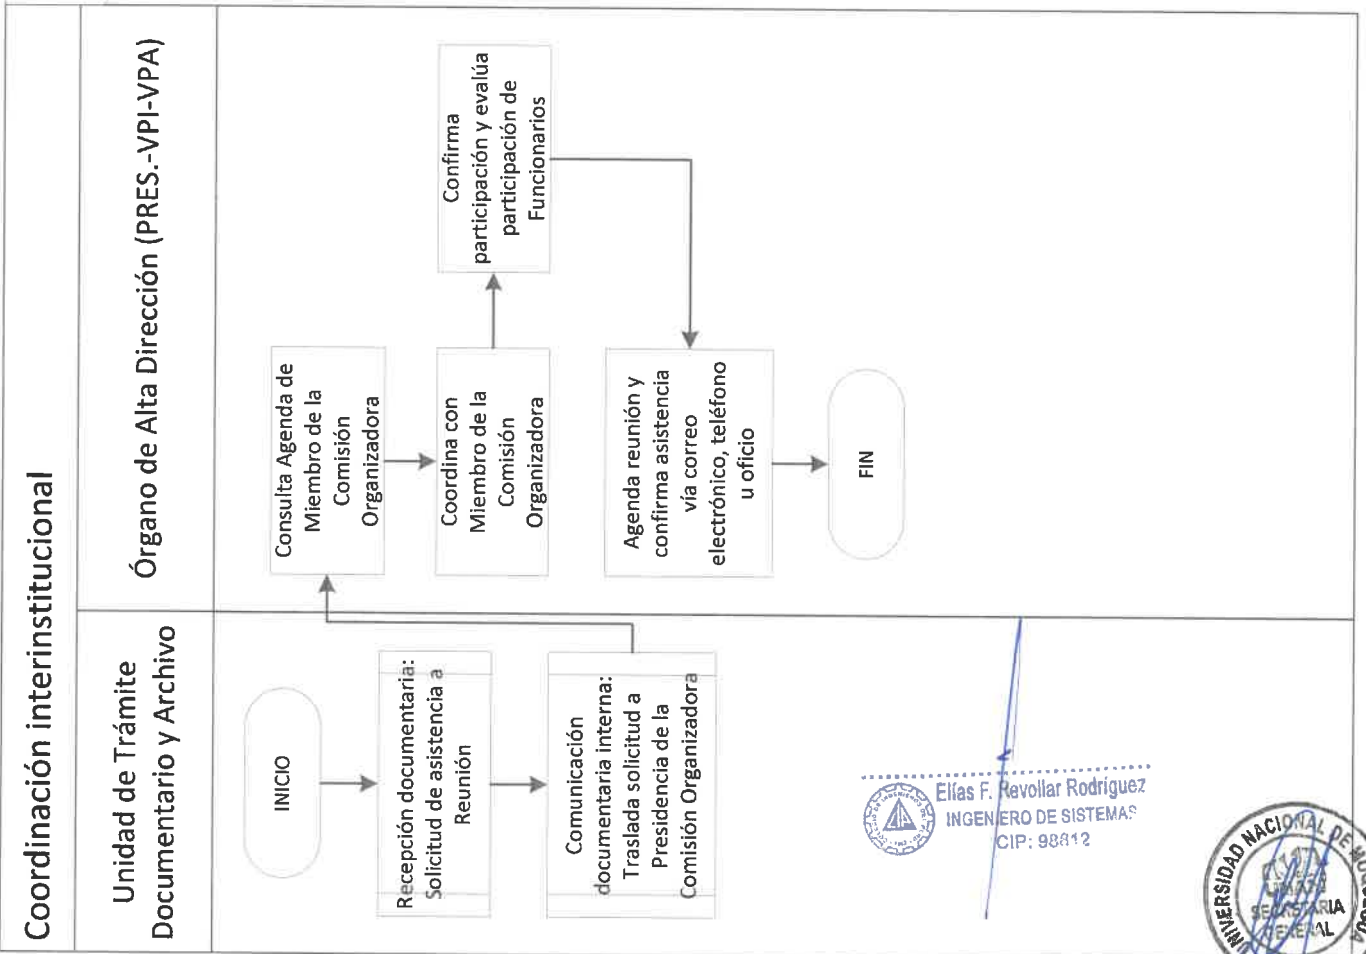 Coordinación interinstitucional
Unidad de Trámite
Documentario y Archivo
Órgano de Alta Dirección (PRES.-VPI-VPA)
INICIO
Recepción documentaria:
Solicitud de asistencia a
Reunión
Comunicación
documentaria interna:
Traslada solicitud a
Presidencia de la
Comisión Organizadora
Consulta Agenda de
Miembro de la
Comisión
Organizadora
Coordina con
Miembro de la
Comisión
Organizadora
Confirma
participación y evalúa
participación de
Funcionarios
Agenda reunión y
confirma asistencia
vía correo
electrónico, teléfono
u oficio
FIN
Elías F. Revollar Rodríguez
INGENIERO DE SISTEMAS
CIP: 98812
UNIVERSIDAD NACIONAL DE
SECRETARIA
GENERAL